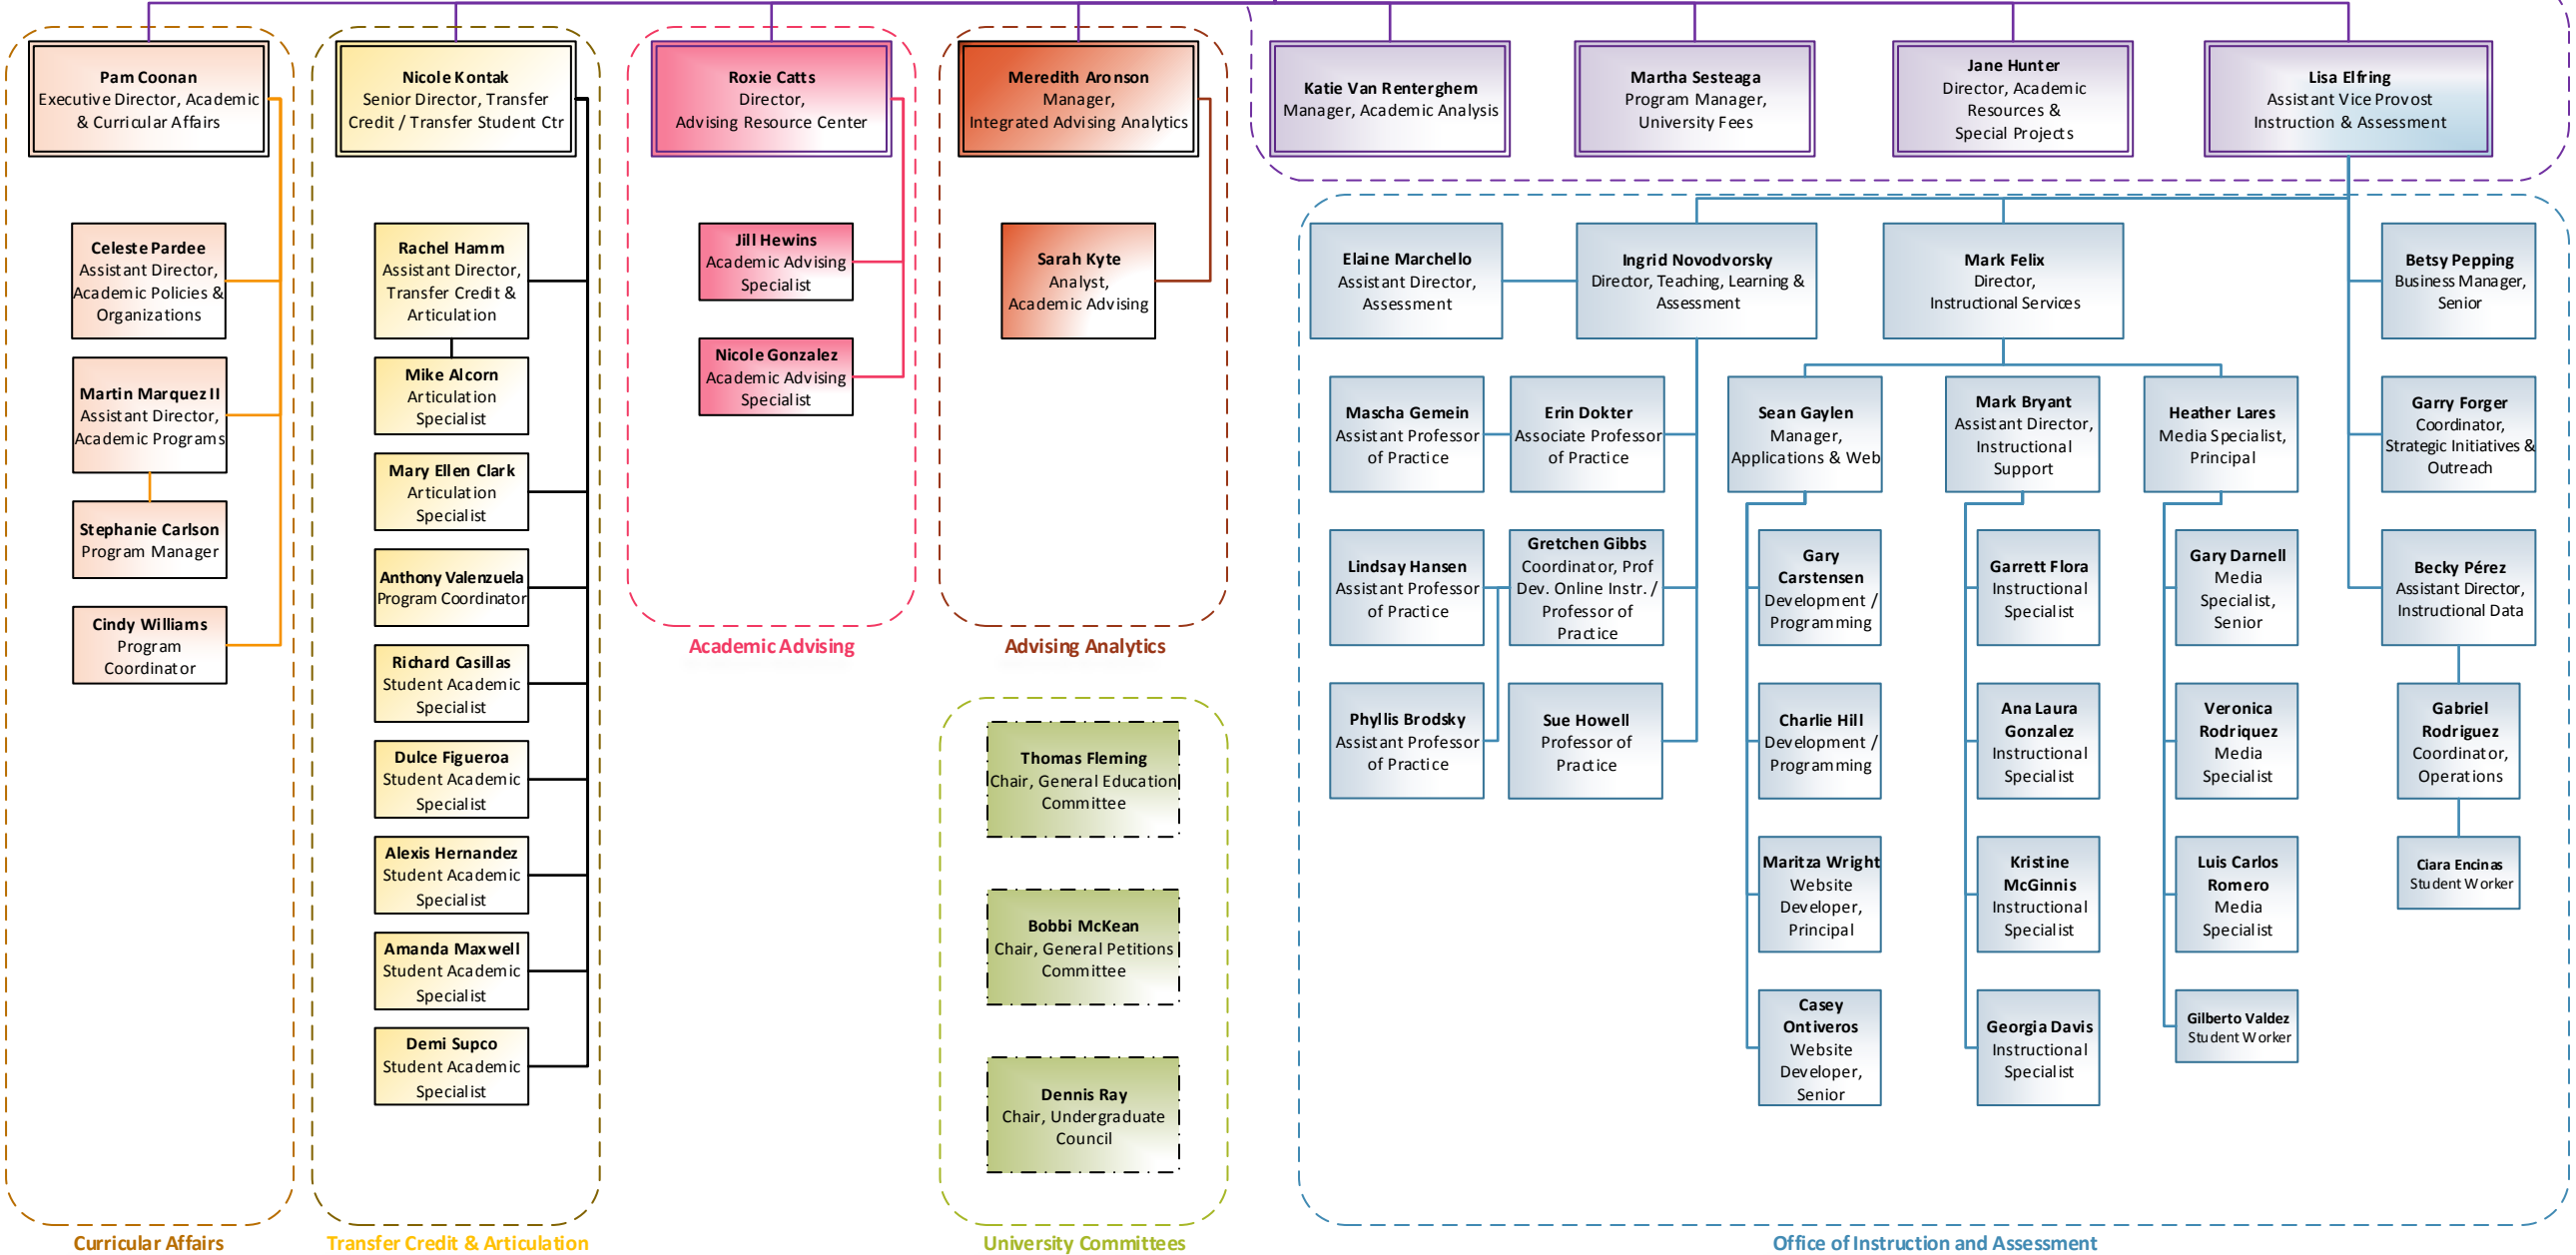 Pam Coonan
Executive Director, Academic
& Curricular Affairs
Celeste Pardee
Assistant Director,
Academic Policies &
Organizations
Martin Marquez II
Assistant Director,
Academic Programs
Stephanie Carlson
Program Manager
Cindy Williams
Program
Coordinator
Curricular Affairs
Nicole Kontak
Senior Director, Transfer
Credit / Transfer Student Ctr
Rachel Hamm
Assistant Director,
Transfer Credit &
Articulation
Mike Alcorn
Articulation
Specialist
Mary Ellen Clark
Articulation
Specialist
Anthony Valenzuela
Program Coordinator
Richard Casillas
Student Academic
Specialist
Dulce Figueroa
Student Academic
Specialist
Alexis Hernandez
Student Academic
Specialist
Amanda Maxwell
Student Academic
Specialist
Demi Supco
Student Academic
Specialist
Transfer Credit & Articulation
Roxie Catts
Director,
Advising Resource Center
Jill Hewins
Academic Advising
Specialist
Nicole Gonzalez
Academic Advising
Specialist
Academic Advising
Meredith Aronson
Manager,
Integrated Advising Analytics
Sarah Kyte
Analyst,
Academic Advising
Advising Analytics
Thomas Fleming
Chair, General Education
Committee
Bobbi McKean
Chair, General Petitions
Committee
Dennis Ray
Chair, Undergraduate
Council
University Committees
Katie Van Renterghem
Manager, Academic Analysis
Martha Sesteaga
Program Manager,
University Fees
Jane Hunter
Director, Academic
Resources &
Special Projects
Lisa Elfring
Assistant Vice Provost
Instruction & Assessment
Elaine Marchello
Assistant Director,
Assessment
Ingrid Novodvorsky
Director, Teaching, Learning &
Assessment
Mark Felix
Director,
Instructional Services
Betsy Pepping
Business Manager,
Senior
Mascha Gemein
Assistant Professor
of Practice
Erin Dokter
Associate Professor
of Practice
Sean Gaylen
Manager,
Applications & Web
Mark Bryant
Assistant Director,
Instructional
Support
Heather Lares
Media Specialist,
Principal
Garry Forger
Coordinator,
Strategic Initiatives &
Outreach
Lindsay Hansen
Assistant Professor
of Practice
Gretchen Gibbs
Coordinator, Prof
Dev. Online Instr. /
Professor of
Practice
Gary
Carstensen
Development /
Programming
Garrett Flora
Instructional
Specialist
Gary Darnell
Media
Specialist,
Senior
Becky Pérez
Assistant Director,
Instructional Data
Phyllis Brodsky
Assistant Professor
of Practice
Sue Howell
Professor of
Practice
Charlie Hill
Development /
Programming
Ana Laura
Gonzalez
Instructional
Specialist
Veronica
Rodriquez
Media
Specialist
Gabriel
Rodriguez
Coordinator,
Operations
Maritza Wright
Website
Developer,
Principal
Kristine
McGinnis
Instructional
Specialist
Luis Carlos
Romero
Media
Specialist
Ciara Encinas
Student Worker
Casey
Ontiveros
Website
Developer,
Senior
Georgia Davis
Instructional
Specialist
Gilberto Valdez
Student Worker
Office of Instruction and Assessment